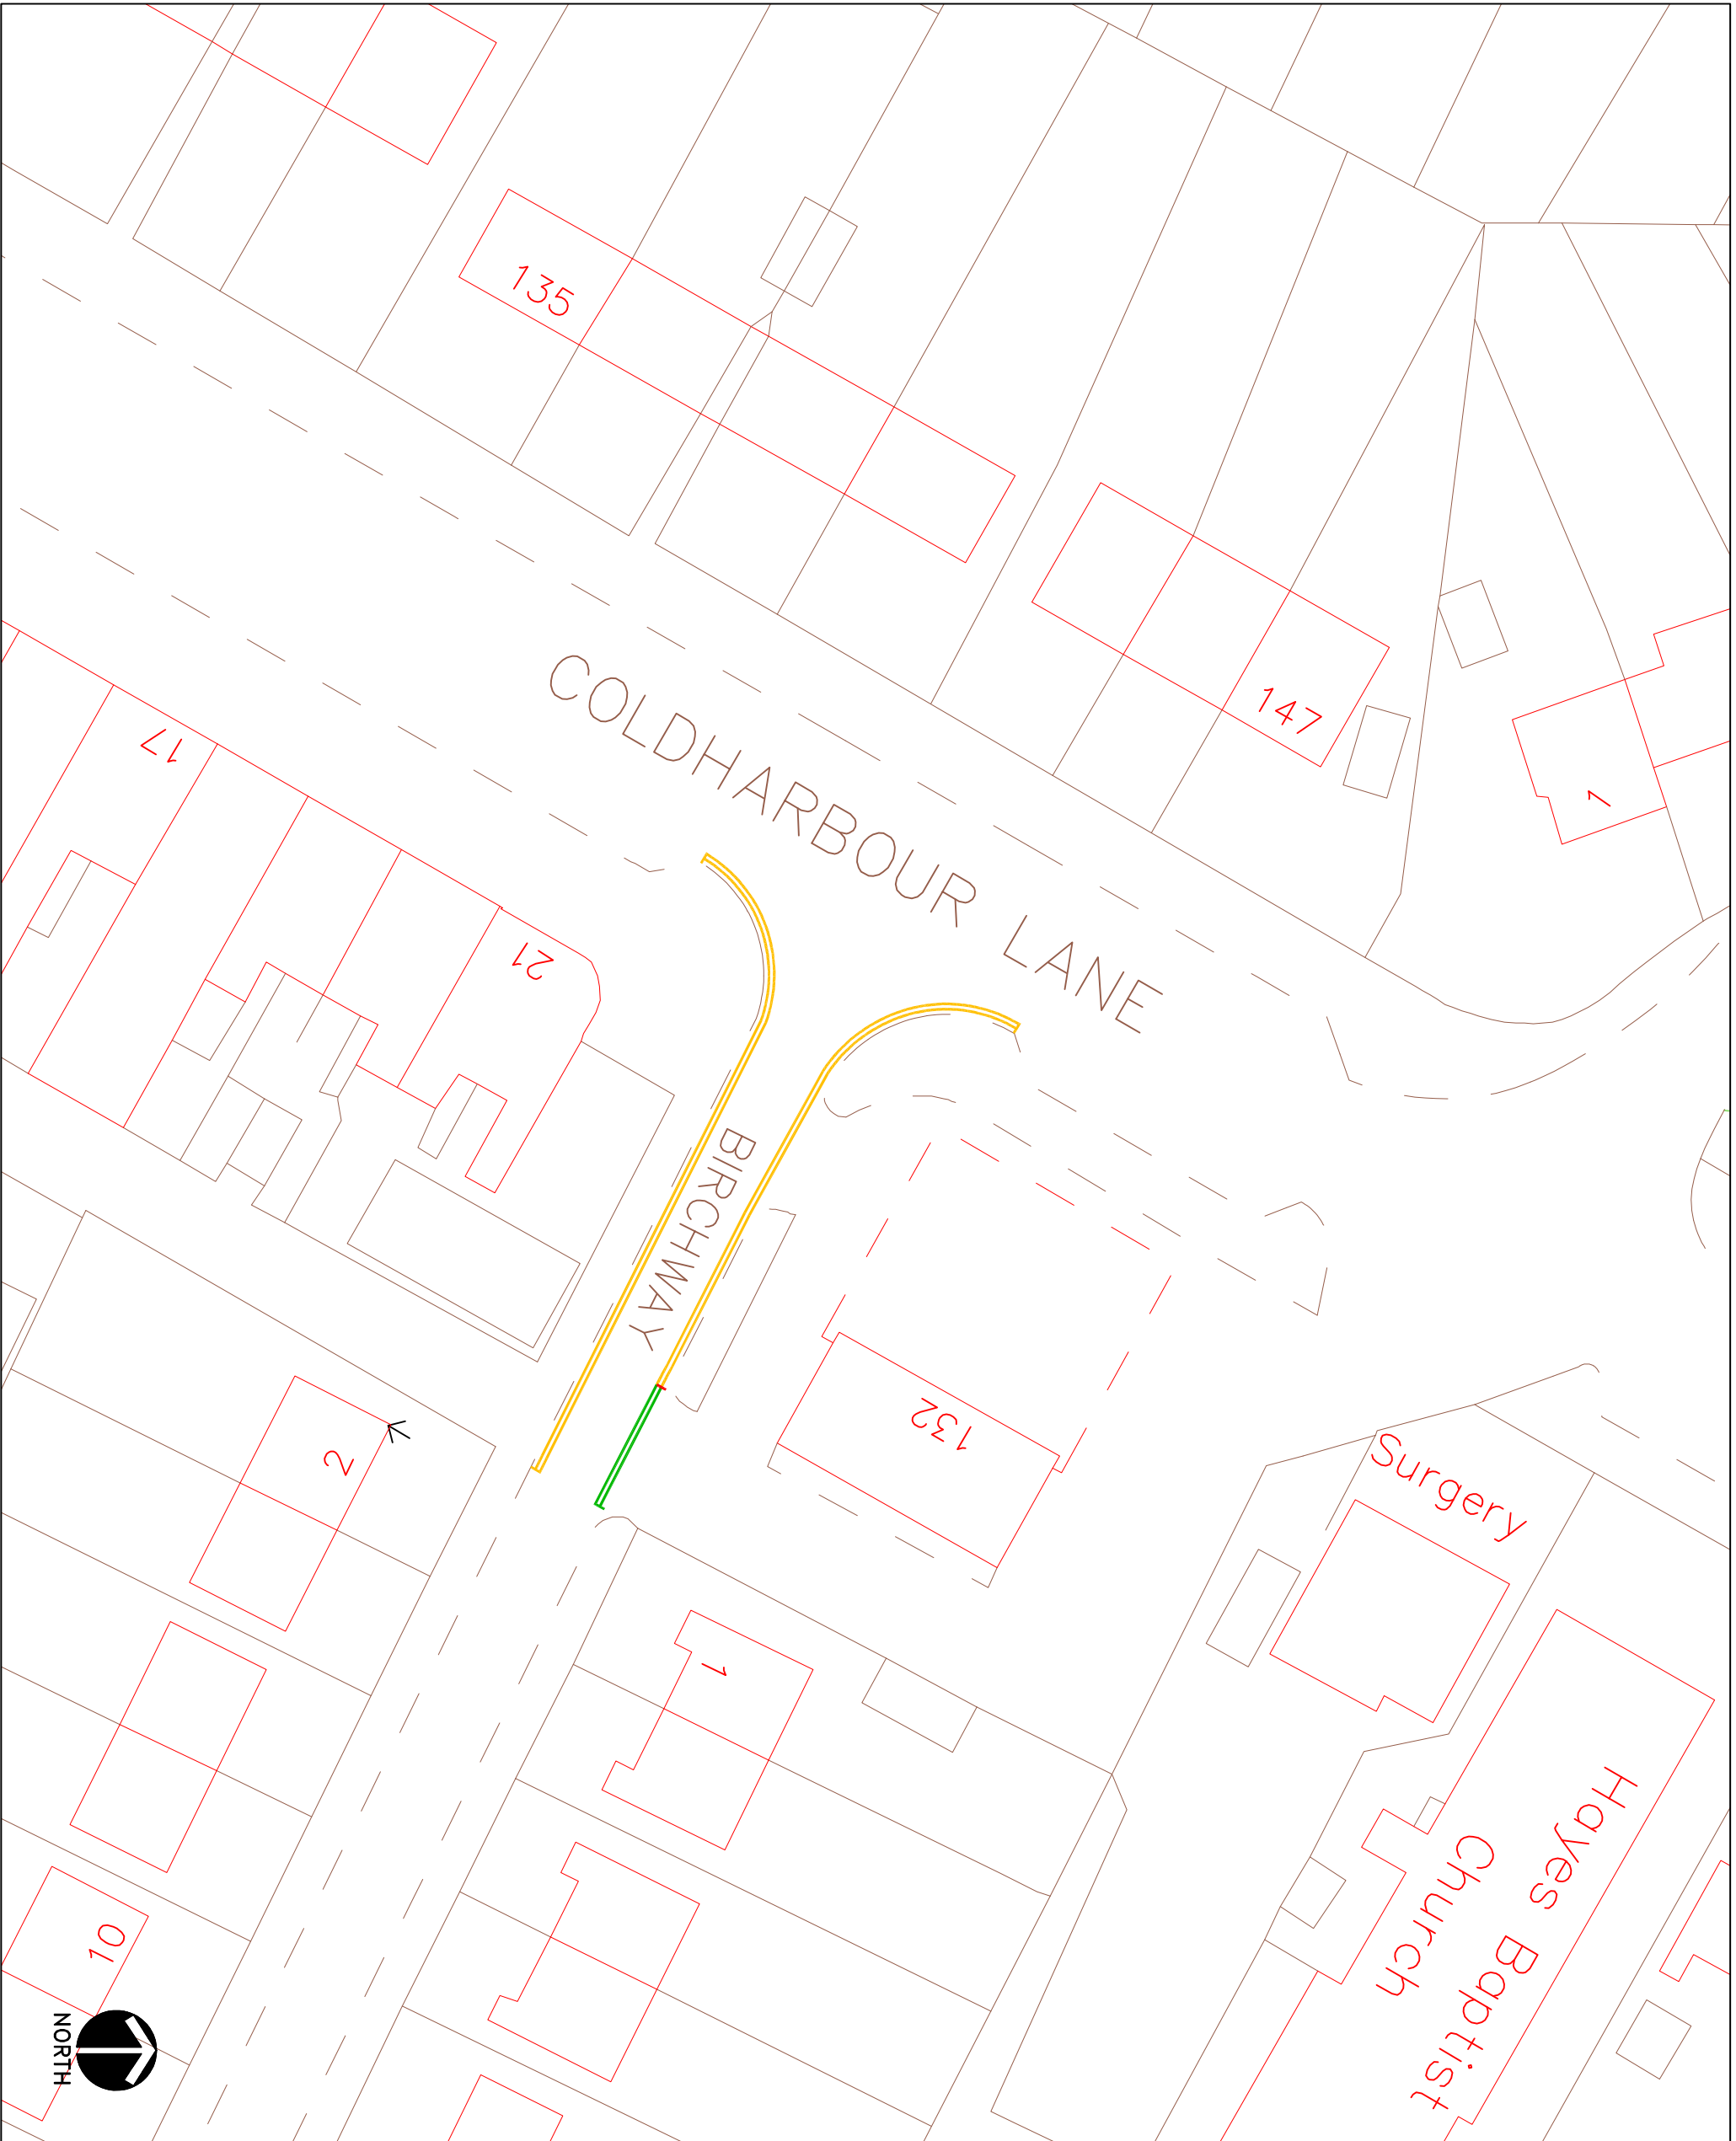 135
147
1
17
COLDHARBOUR LANE
21
BIRCHWAY
132
2
Surgery
1
Hayes Baptist
Church
10
NORTH